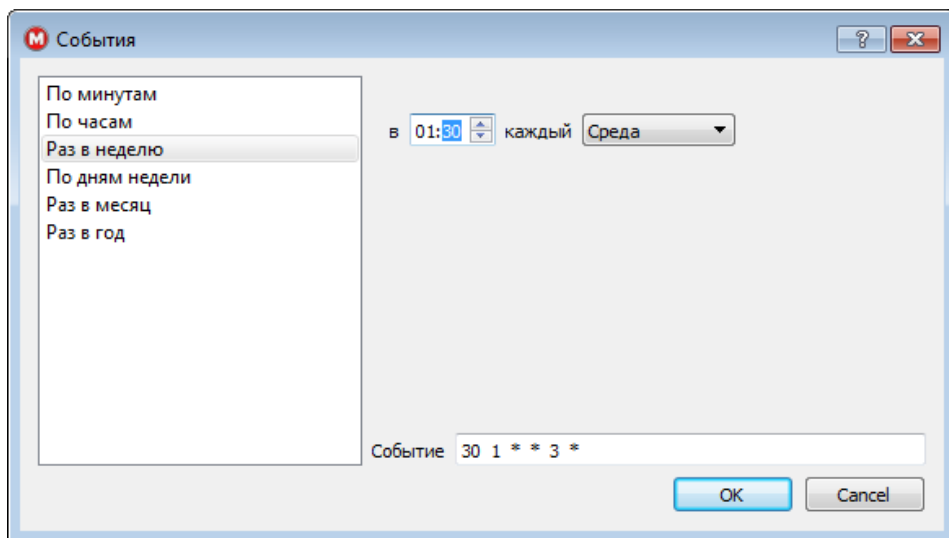 М События
По минутам
По часам
Раз в неделю
По дням недели
Раз в месяц
Раз в год
в 01:30 каждый Среда
Событие 30 1 * * 3 *
OK Cancel